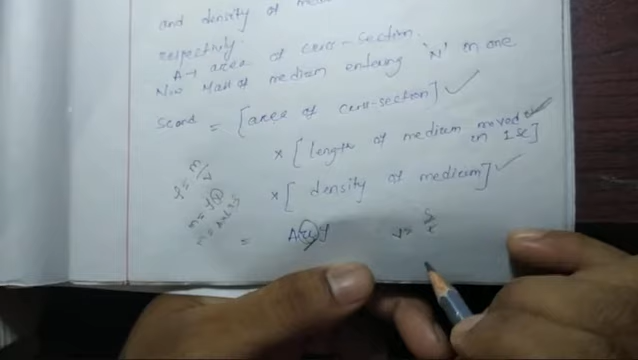 and density of
respectively.
A → area of cross-section.
Now Mass of medium entering 'N' in one
Second = [area of cross-section]
× [length of medium moved in 1 sec]
ρ = m/v
× [density of medium]
=
v = s/t